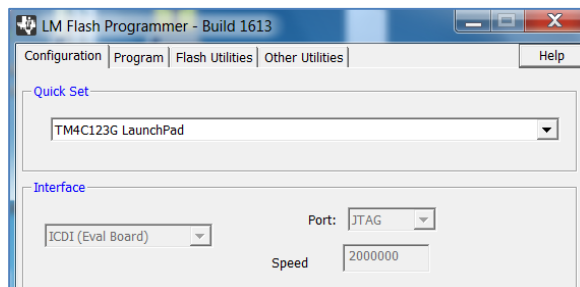 LM Flash Programmer - Build 1613
Configuration Program Flash Utilities Other Utilities Help
Quick Set
TM4C123G LaunchPad
Interface
Port: JTAG
ICDI (Eval Board)
Speed 2000000